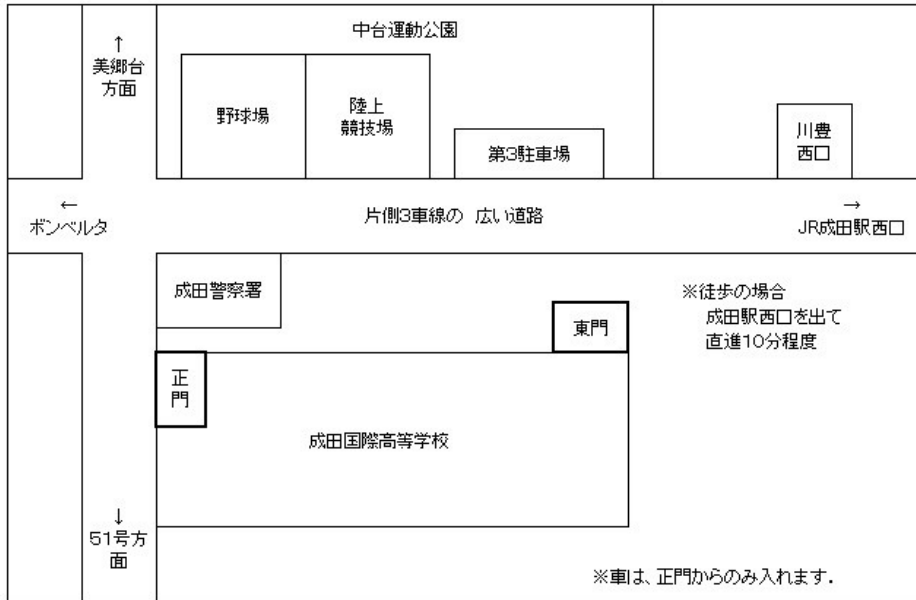 中台運動公園
↑
美郷台
方面
野球場
陸上
競技場
第3駐車場
川豊
西口
←
ボンベルタ
片側3車線の 広い道路
→
JR成田駅西口
成田警察署
東門
※徒歩の場合
成田駅西口を出て
直進10分程度
正
門
成田国際高等学校
↓
51号方
面
※車は、正門からのみ入れます.